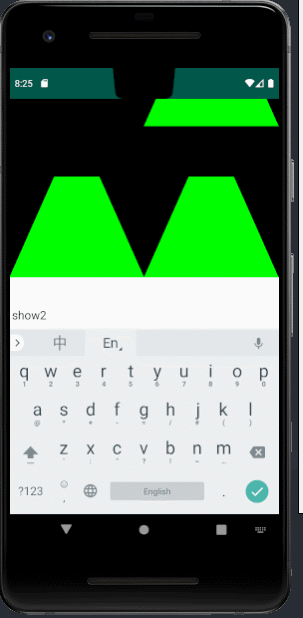 8:25
show2
中 En
q w e r t y u i o p
1 2 3 4 5 6 7 8 9 0
a s d f g h j k l
z x c v b n m
?123 , English .